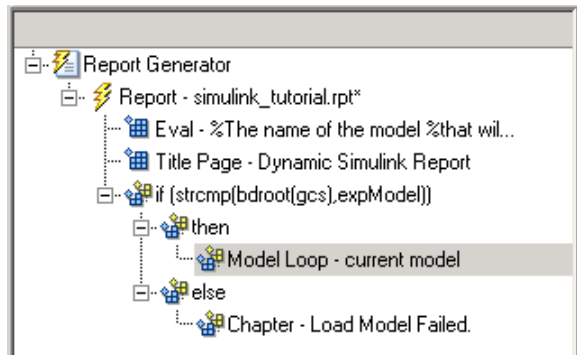 Report Generator
Report - simulink_tutorial.rpt*
Eval - %The name of the model %that wil...
Title Page - Dynamic Simulink Report
if (strcmp(bdroot(gcs),expModel))
then
Model Loop - current model
else
Chapter - Load Model Failed.